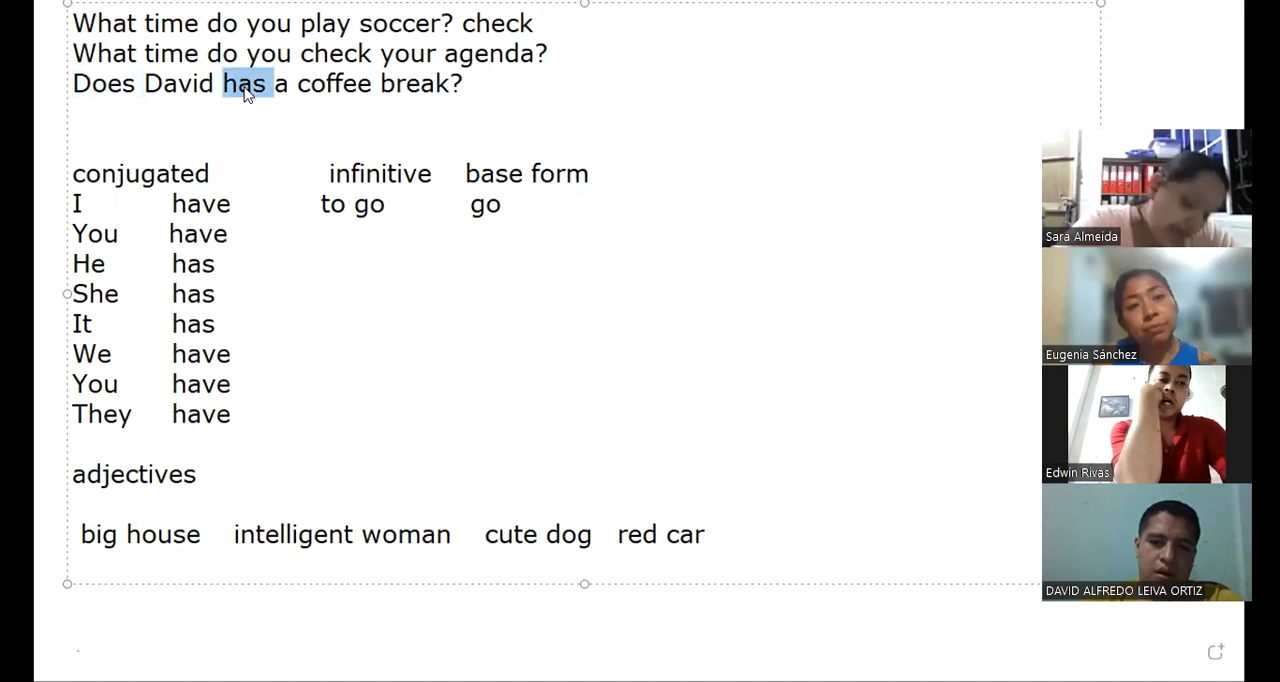 What time do you play soccer? check
What time do you check your agenda?
Does David has a coffee break?
conjugated infinitive base form
I have to go go
You have
He has
She has
It has
We have
You have
They have
adjectives
big house intelligent woman cute dog red car
Sara Almeida
Eugenia Sánchez
Edwin Rivas
DAVID ALFREDO LEIVA ORTIZ